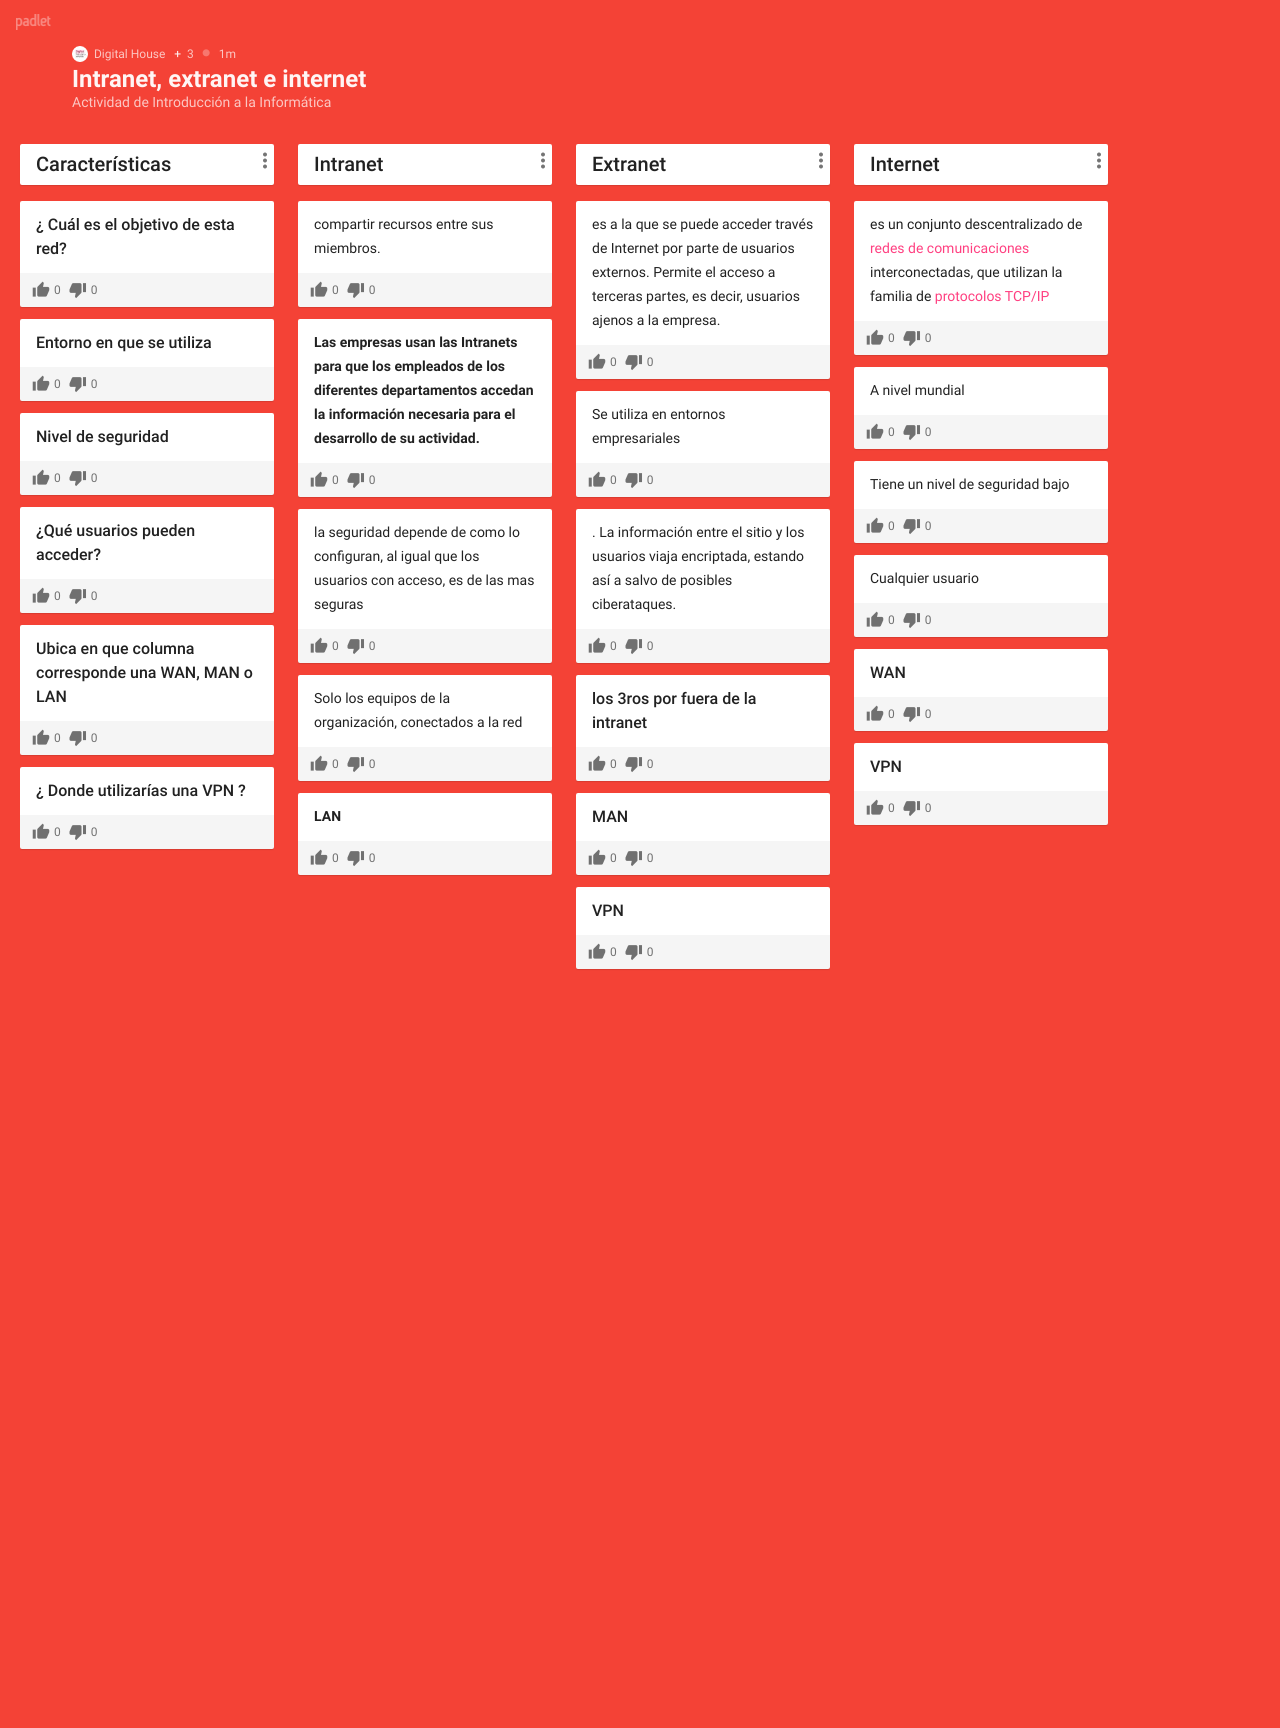 padlet
Digital House + 3 1m
Intranet, extranet e internet
Actividad de Introducción a la Informática
Características
¿ Cuál es el objetivo de esta
red?
0 0
Entorno en que se utiliza
0 0
Nivel de seguridad
0 0
¿Qué usuarios pueden
acceder?
0 0
Ubica en que columna
corresponde una WAN, MAN o
LAN
0 0
¿ Donde utilizarías una VPN ?
0 0
Intranet
compartir recursos entre sus
miembros.
0 0
Las empresas usan las Intranets
para que los empleados de los
diferentes departamentos accedan
la información necesaria para el
desarrollo de su actividad.
0 0
la seguridad depende de como lo
configuran, al igual que los
usuarios con acceso, es de las mas
seguras
0 0
Solo los equipos de la
organización, conectados a la red
0 0
LAN
0 0
Extranet
es a la que se puede acceder través
de Internet por parte de usuarios
externos. Permite el acceso a
terceras partes, es decir, usuarios
ajenos a la empresa.
0 0
Se utiliza en entornos
empresariales
0 0
. La información entre el sitio y los
usuarios viaja encriptada, estando
así a salvo de posibles
ciberataques.
0 0
los 3ros por fuera de la
intranet
0 0
MAN
0 0
VPN
0 0
Internet
es un conjunto descentralizado de
redes de comunicaciones
interconectadas, que utilizan la
familia de protocolos TCP/IP
0 0
A nivel mundial
0 0
Tiene un nivel de seguridad bajo
0 0
Cualquier usuario
0 0
WAN
0 0
VPN
0 0